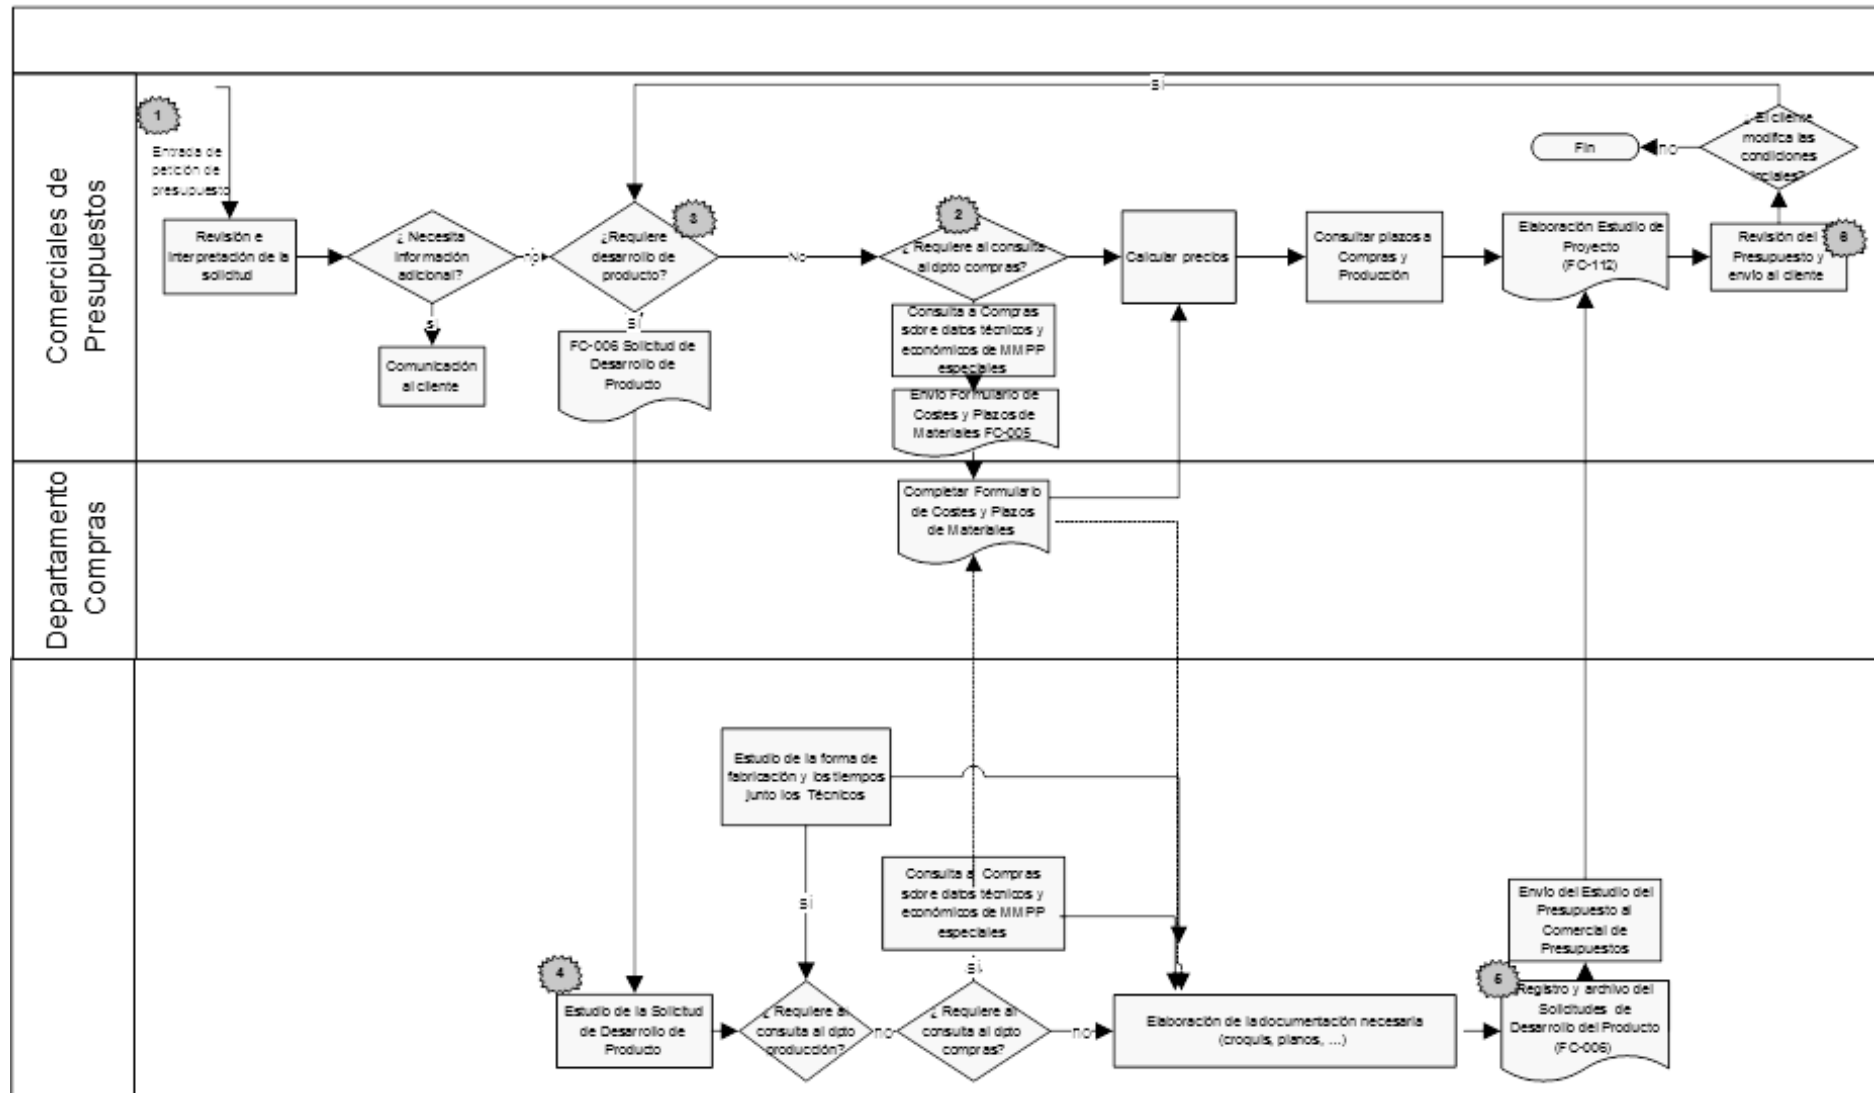 Comerciales de
Presupuestos
1
Entrada de
petición de
presupuesto
Revisión e
Interpretación de la
solicitud
¿ Necesita
Información
adicional?
sí
Comunicación
al cliente
no
¿Requiere
desarrollo de
producto?
3
Sí
FC-006 Solicitud de
Desarrollo de
Producto
No
2
¿ Requiere al consulta
al dpto compras?
Consulta a Compras
sobre datos técnicos y
económicos de MMPP
especiales
Envío Formulario de
Costes y Plazos de
Materiales FC-005
Calcular precios
Consultar plazos a
Compras y
Producción
Elaboración Estudio de
Proyecto
(FC-112)
Revisión del
Presupuesto y
envío al cliente
6
¿ El cliente
modifca las
condiciones
inciales?
no
Fin
sí
Departamento
Compras
Completar Formulario
de Costes y Plazos
de Materiales
Estudio de la forma de
fabricación y los tiempos
junto los Técnicos
sí
Consulta a Compras
sobre datos técnicos y
económicos de MMPP
especiales
sí
4
Estudio de la Solicitud
de Desarrollo de
Producto
¿ Requiere al
consulta al dpto
producción?
no
¿ Requiere al
consulta al dpto
compras?
no
Elaboración de la documentación necesaria
(croquis, planos, ...)
Envío del Estudio del
Presupuesto al
Comercial de
Presupuestos
5
Registro y archivo del
Solicitudes de
Desarrollo del Producto
(FC-006)